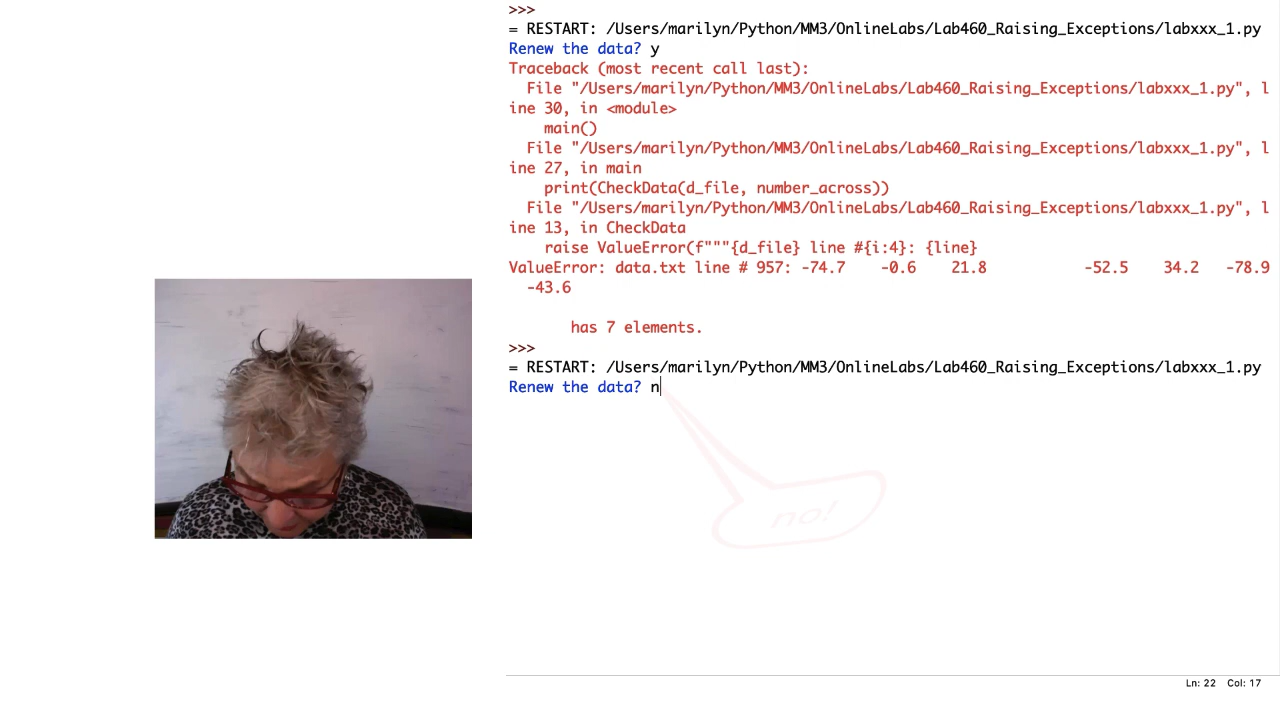 >>>
= RESTART: /Users/marilyn/Python/MM3/OnlineLabs/Lab460_Raising_Exceptions/labxxx_1.py
Renew the data? y
Traceback (most recent call last):
  File "/Users/marilyn/Python/MM3/OnlineLabs/Lab460_Raising_Exceptions/labxxx_1.py", l
ine 30, in <module>
    main()
  File "/Users/marilyn/Python/MM3/OnlineLabs/Lab460_Raising_Exceptions/labxxx_1.py", l
ine 27, in main
    print(CheckData(d_file, number_across))
  File "/Users/marilyn/Python/MM3/OnlineLabs/Lab460_Raising_Exceptions/labxxx_1.py", l
ine 13, in CheckData
    raise ValueError(f"""{d_file} line #{i:4}: {line}
ValueError: data.txt line # 957: -74.7    -0.6    21.8           -52.5    34.2   -78.9
  -43.6
       has 7 elements.
>>>
= RESTART: /Users/marilyn/Python/MM3/OnlineLabs/Lab460_Raising_Exceptions/labxxx_1.py
Renew the data? n
no!
Ln: 22 Col: 17